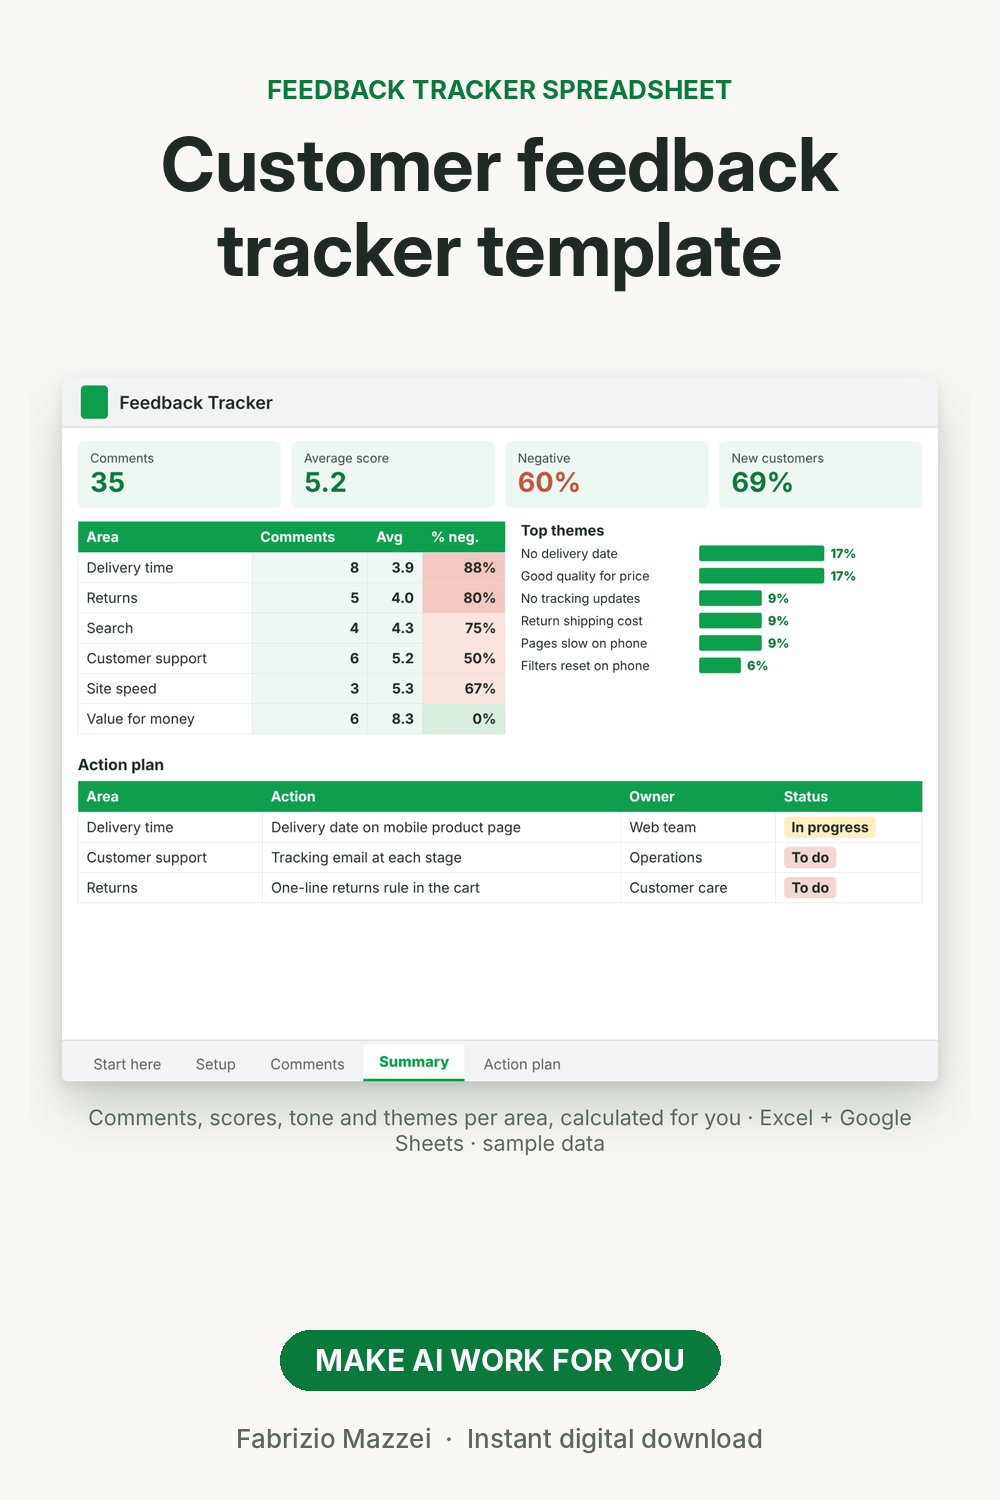 FEEDBACK TRACKER SPREADSHEET
Customer feedback
tracker template
Feedback Tracker
Comments
35
Average score
5.2
Negative
60%
New customers
69%
Area Comments Avg % neg.
Delivery time 8 3.9 88%
Returns 5 4.0 80%
Search 4 4.3 75%
Customer support 6 5.2 50%
Site speed 3 5.3 67%
Value for money 6 8.3 0%
Top themes
No delivery date 17%
Good quality for price 17%
No tracking updates 9%
Return shipping cost 9%
Pages slow on phone 9%
Filters reset on phone 6%
Action plan
Area Action Owner Status
Delivery time Delivery date on mobile product page Web team In progress
Customer support Tracking email at each stage Operations To do
Returns One-line returns rule in the cart Customer care To do
Start here Setup Comments Summary Action plan
Comments, scores, tone and themes per area, calculated for you · Excel + Google
Sheets · sample data
MAKE AI WORK FOR YOU
Fabrizio Mazzei · Instant digital download